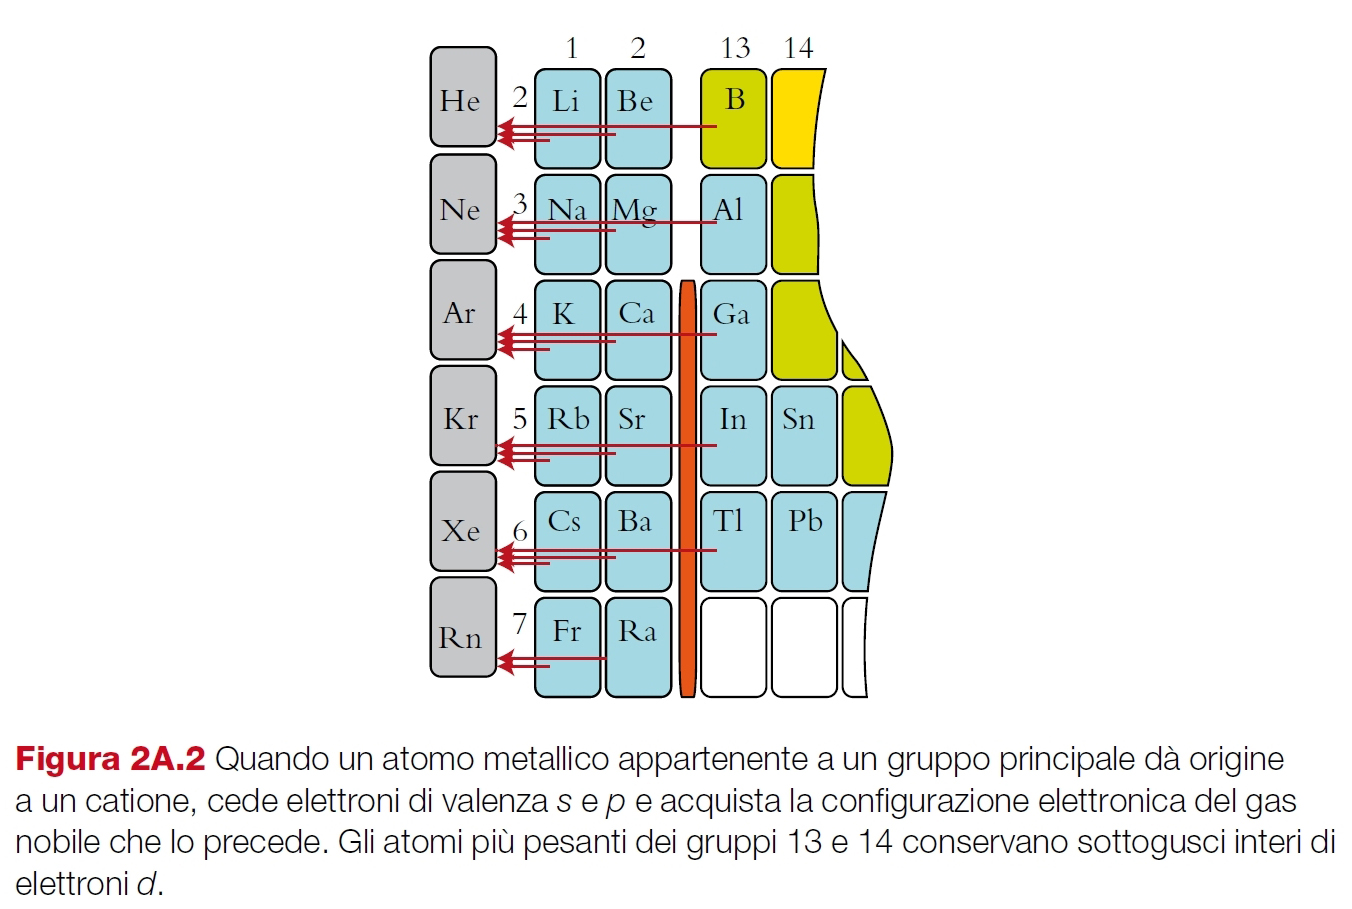 1 2 13 14
He 2 Li Be B
Ne 3 Na Mg Al
Ar 4 K Ca Ga
Kr 5 Rb Sr In Sn
Xe 6 Cs Ba Tl Pb
Rn 7 Fr Ra
Figura 2A.2 Quando un atomo metallico appartenente a un gruppo principale dà origine
a un catione, cede elettroni di valenza s e p e acquista la configurazione elettronica del gas
nobile che lo precede. Gli atomi più pesanti dei gruppi 13 e 14 conservano sottogusci interi di
elettroni d.